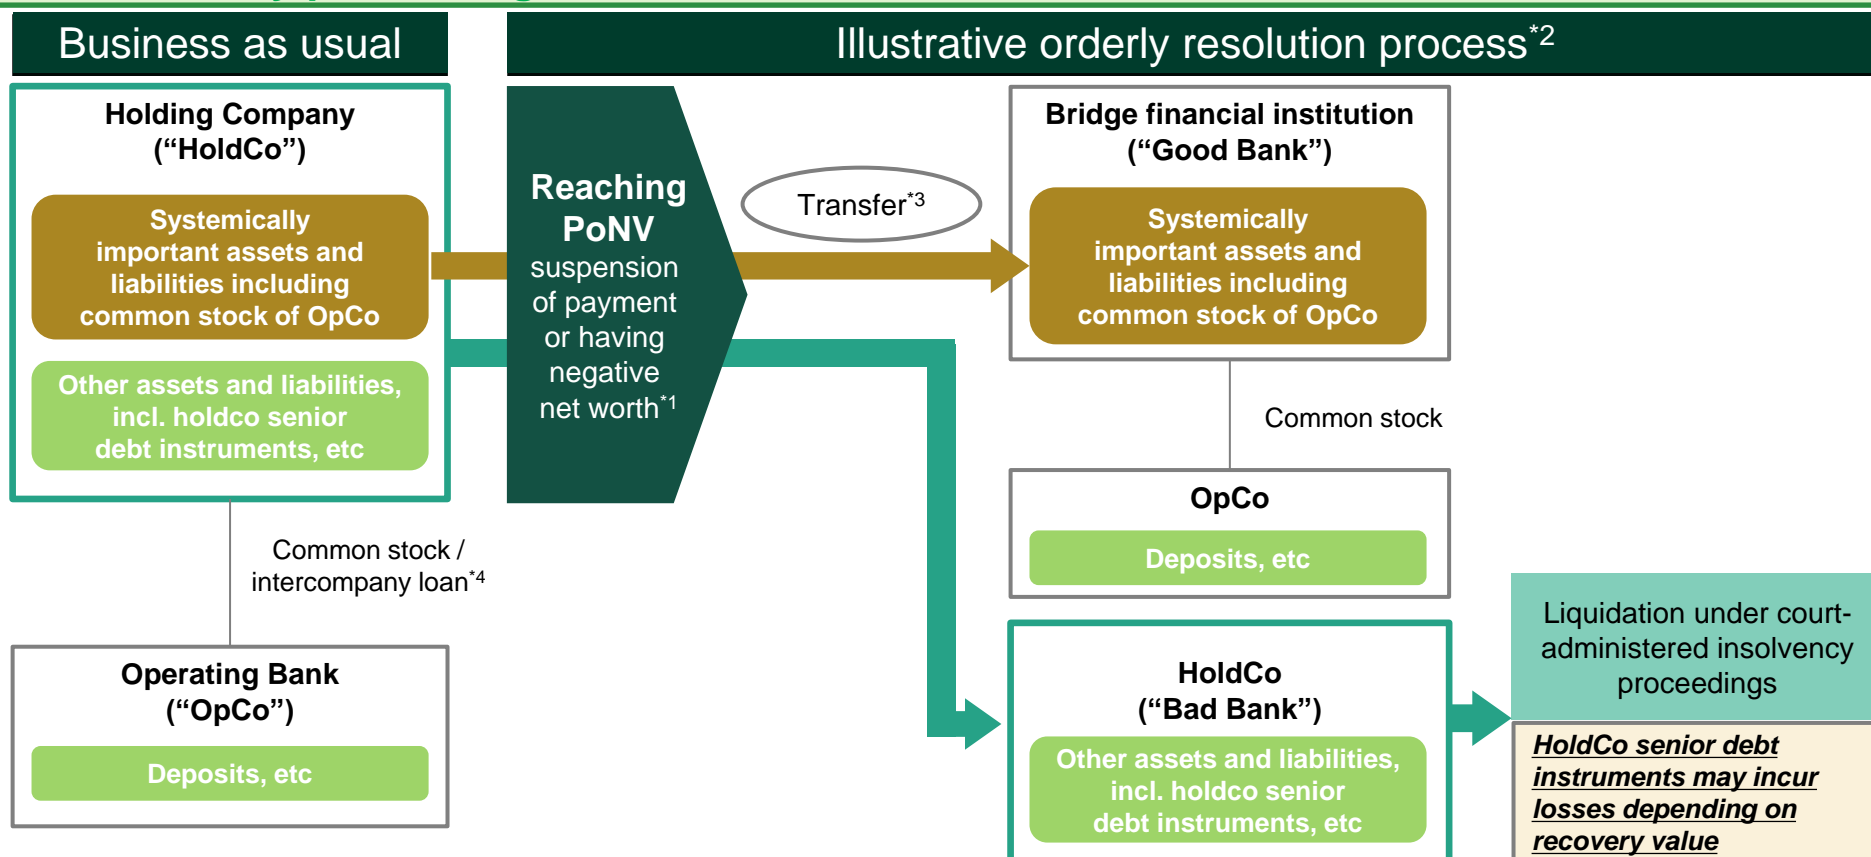 Business as usual
Illustrative orderly resolution process*2
Holding Company
(“HoldCo”)
Systemically
important assets and
liabilities including
common stock of OpCo
Other assets and liabilities,
incl. holdco senior
debt instruments, etc
Common stock /
intercompany loan*4
Operating Bank
(“OpCo”)
Deposits, etc
Reaching
PoNV
suspension
of payment
or having
negative
net worth*1
Transfer*3
Bridge financial institution
(“Good Bank”)
Systemically
important assets and
liabilities including
common stock of OpCo
Common stock
OpCo
Deposits, etc
HoldCo
(“Bad Bank”)
Other assets and liabilities,
incl. holdco senior
debt instruments, etc
Liquidation under court-
administered insolvency
proceedings
HoldCo senior debt
instruments may incur
losses depending on
recovery value